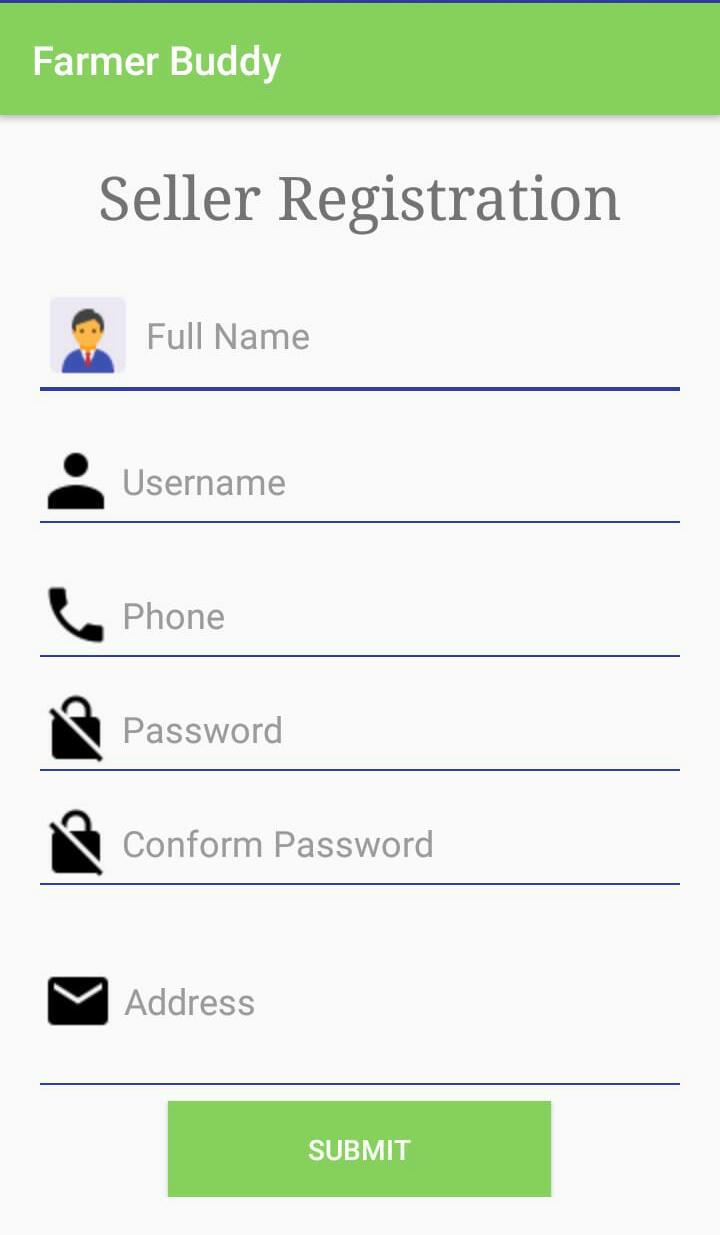 Farmer Buddy
Seller Registration
Full Name
Username
Phone
Password
Conform Password
Address
SUBMIT